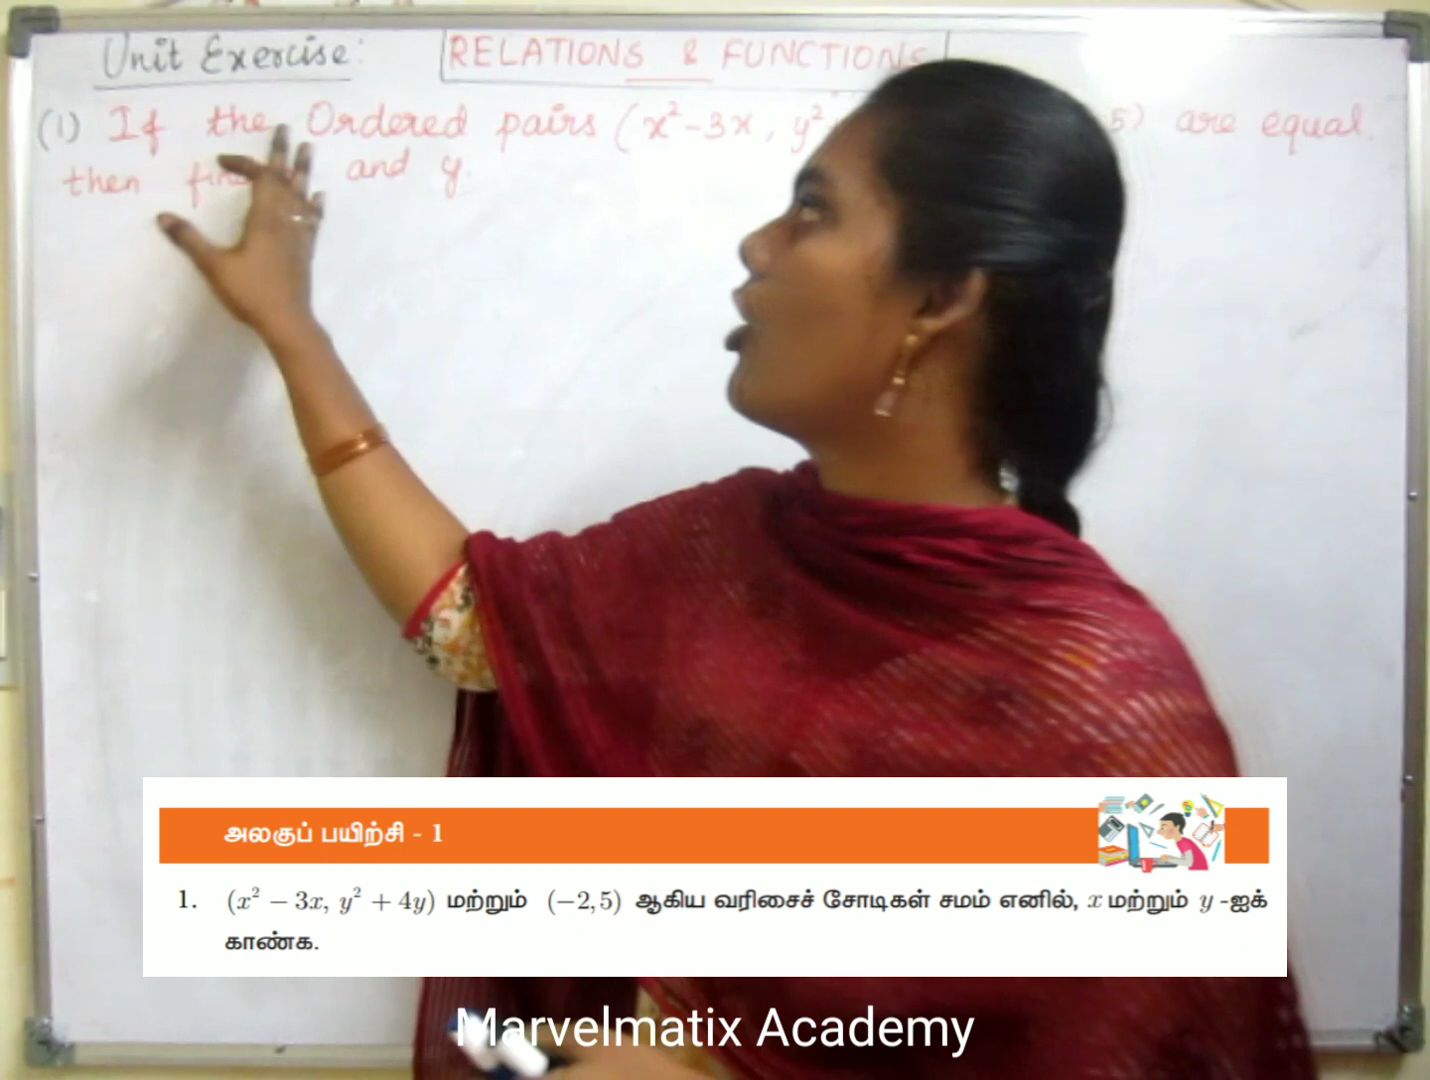 Unit Exercise:
RELATIONS & FUNCTIONS
(1) If the Ordered pairs (x² - 3x, y² 5) are equal.
then and y.
அலகுப் பயிற்சி - 1
1. (x² − 3x, y² + 4y) மற்றும் (−2,5) ஆகிய வரிசைச் சோடிகள் சமம் எனில், x மற்றும் y -ஐக்
காண்க.
Marvelmatix Academy